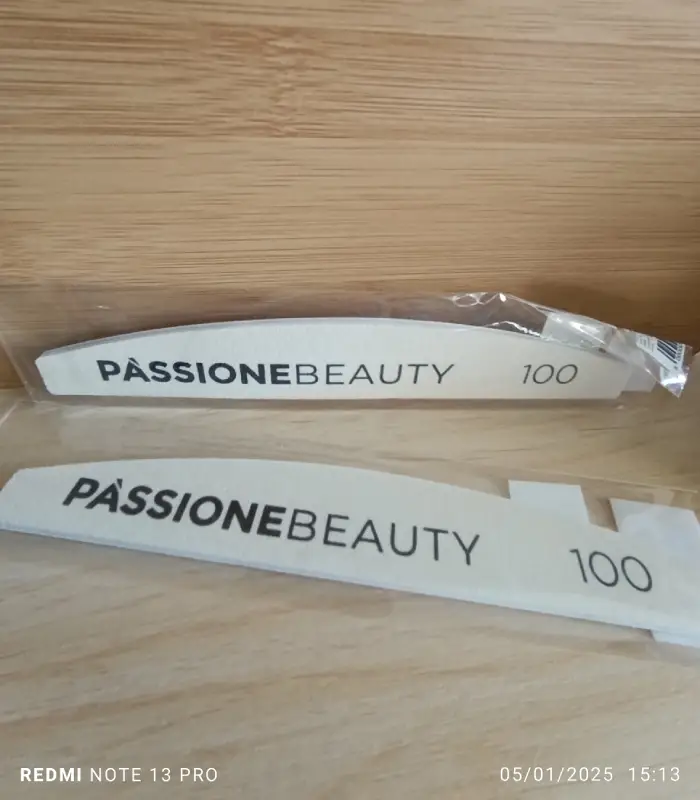 PÀSSIONEBEAUTY 100
PÀSSIONEBEAUTY 100
REDMI NOTE 13 PRO 05/01/2025 15:13